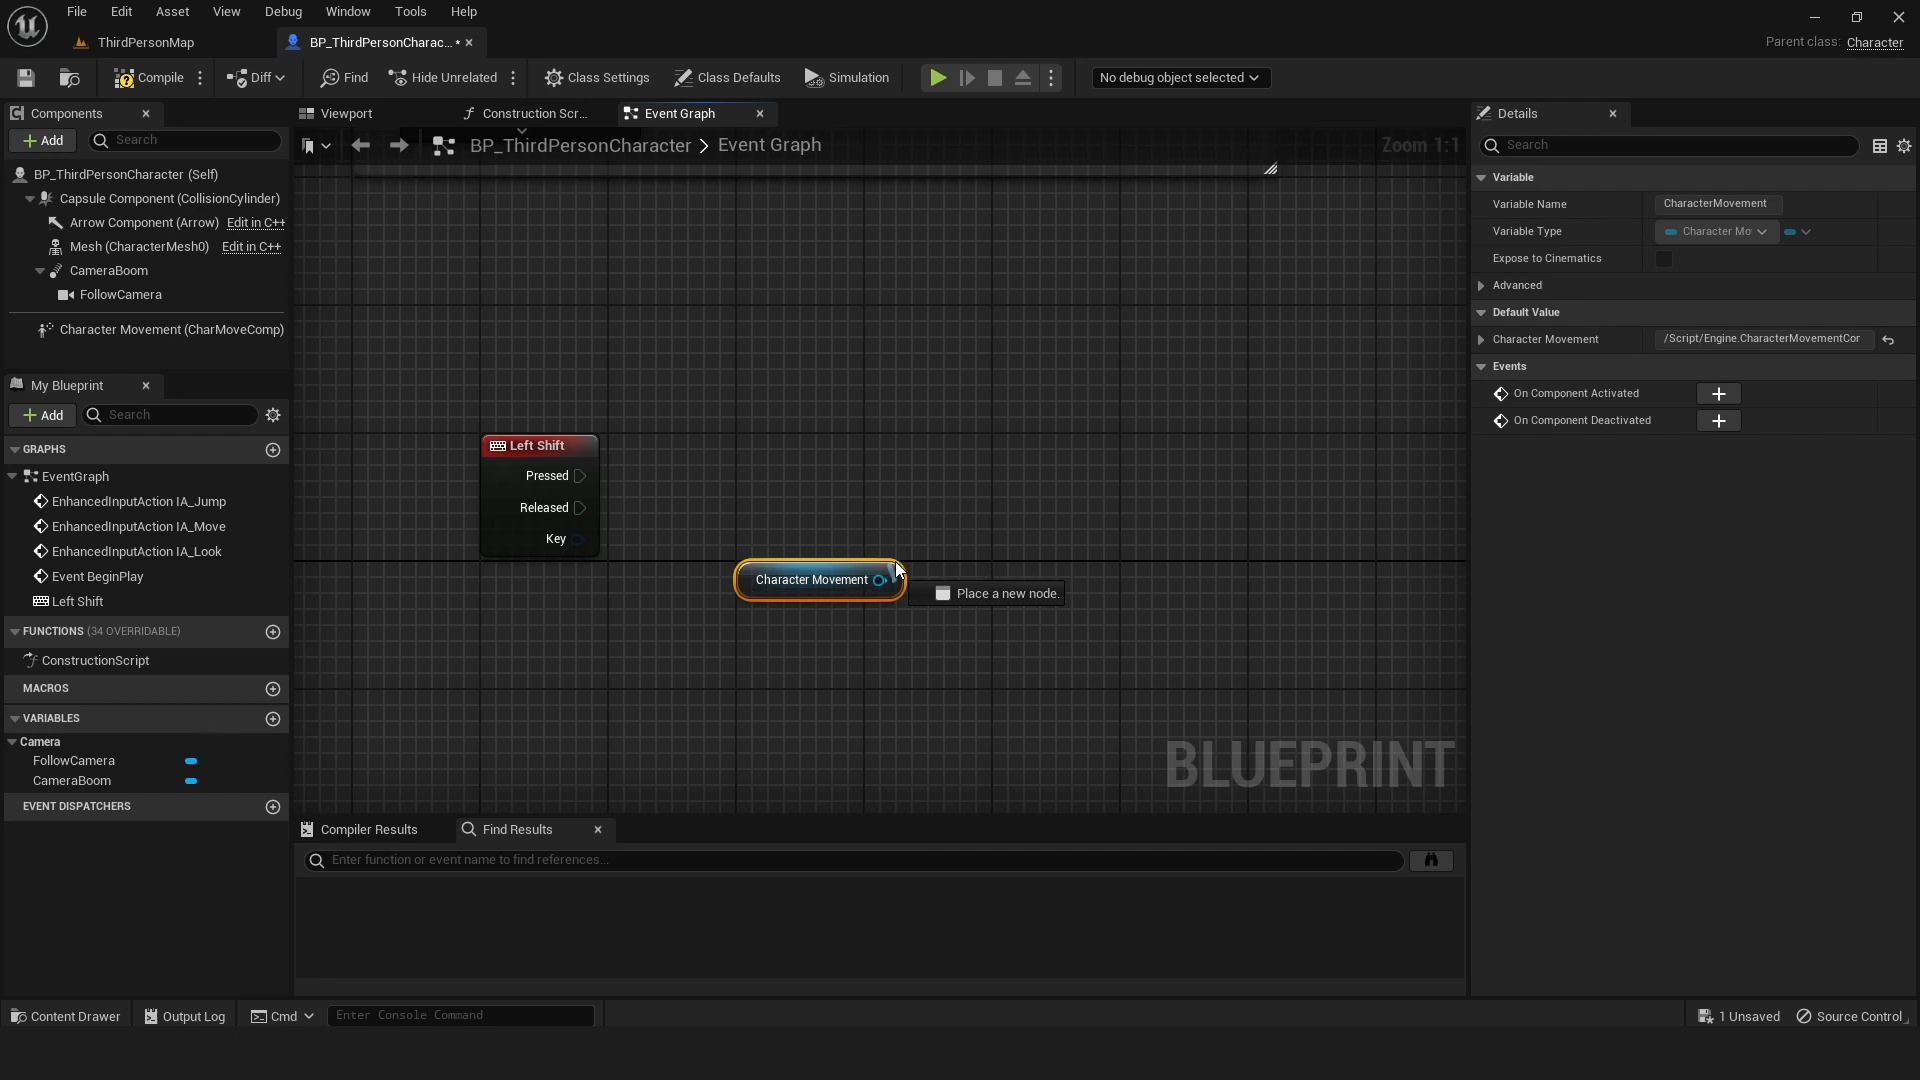 File Edit Asset View Debug Window Tools Help
ThirdPersonMap
BP_ThirdPersonCharac... *
Parent class: Character
Compile
Diff
Find
Hide Unrelated
Class Settings
Class Defaults
Simulation
No debug object selected
Components
Add
Search
BP_ThirdPersonCharacter (Self)
Capsule Component (CollisionCylinder)
Arrow Component (Arrow) Edit in C++
Mesh (CharacterMesh0) Edit in C++
CameraBoom
FollowCamera
Character Movement (CharMoveComp)
My Blueprint
Add
Search
GRAPHS
EventGraph
EnhancedInputAction IA_Jump
EnhancedInputAction IA_Move
EnhancedInputAction IA_Look
Event BeginPlay
Left Shift
FUNCTIONS (34 OVERRIDABLE)
ConstructionScript
MACROS
VARIABLES
Camera
FollowCamera
CameraBoom
EVENT DISPATCHERS
Viewport
Construction Scr...
Event Graph
BP_ThirdPersonCharacter > Event Graph
Zoom 1:1
Left Shift
Pressed
Released
Key
Character Movement
Place a new node.
BLUEPRINT
Compiler Results
Find Results
Enter function or event name to find references...
Details
Search
Variable
Variable Name CharacterMovement
Variable Type Character Mo
Expose to Cinematics
Advanced
Default Value
Character Movement /Script/Engine.CharacterMovementCor
Events
On Component Activated
On Component Deactivated
Content Drawer
Output Log
Cmd
Enter Console Command
1 Unsaved
Source Control